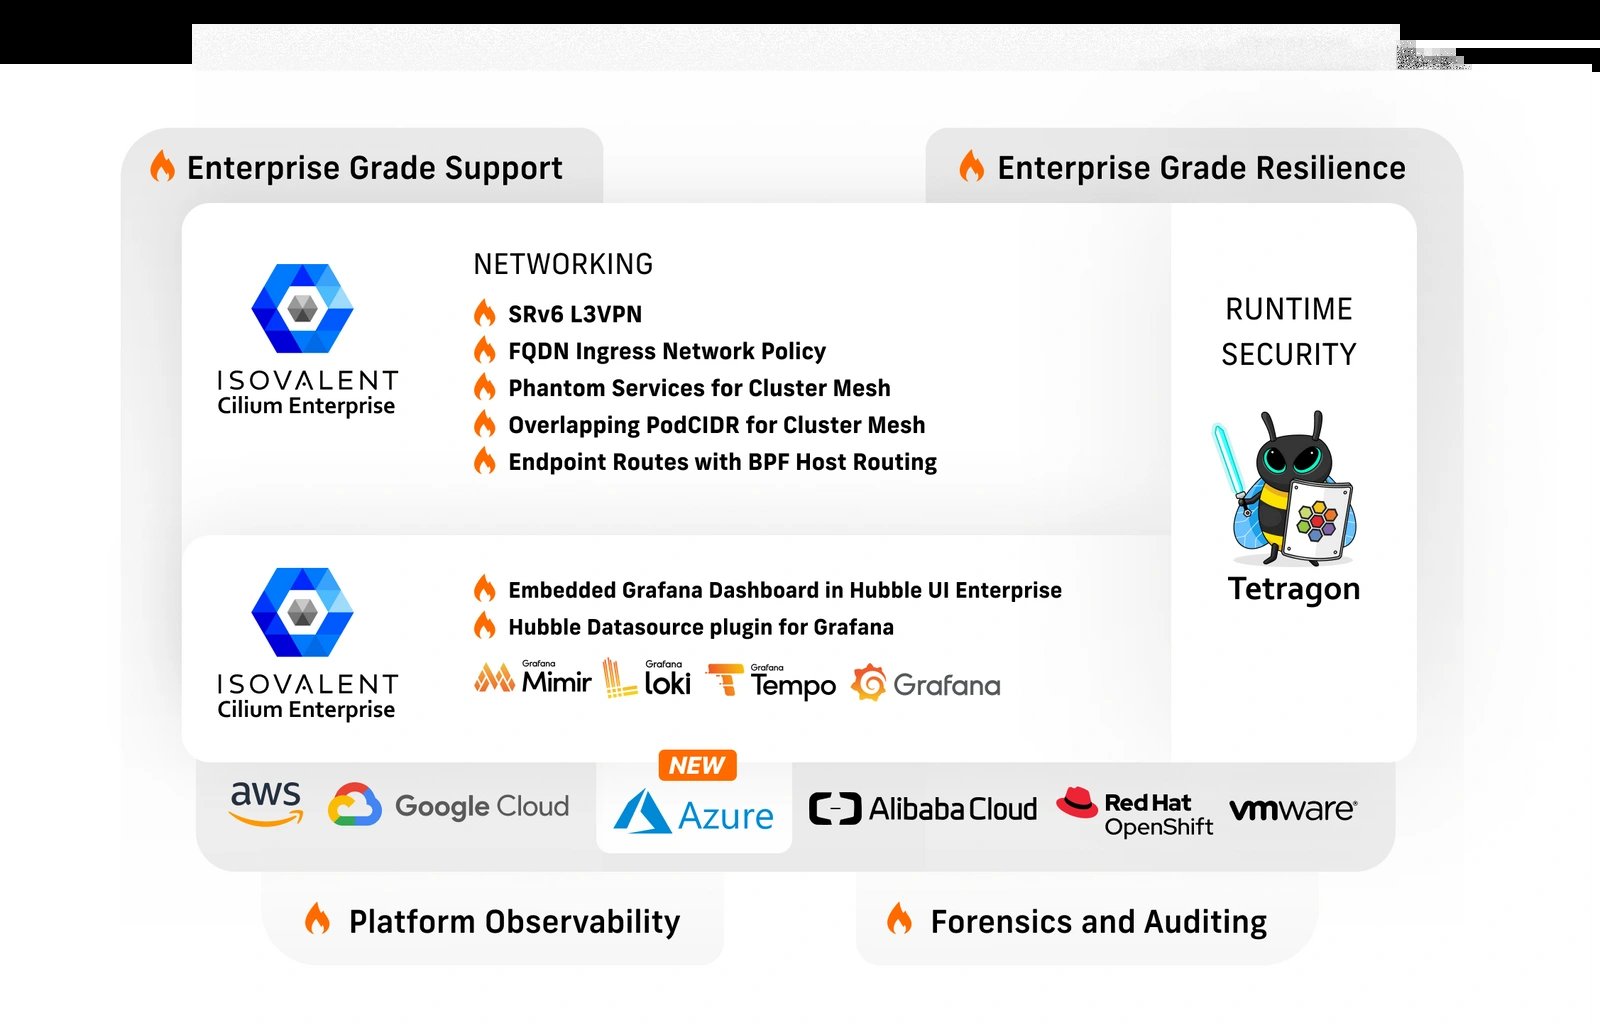 Enterprise Grade Support
Enterprise Grade Resilience
NETWORKING
SRv6 L3VPN
FQDN Ingress Network Policy
Phantom Services for Cluster Mesh
Overlapping PodCIDR for Cluster Mesh
Endpoint Routes with BPF Host Routing
ISOVALENT
Cilium Enterprise
RUNTIME
SECURITY
Tetragon
Embedded Grafana Dashboard in Hubble UI Enterprise
Hubble Datasource plugin for Grafana
ISOVALENT
Cilium Enterprise
Grafana
Mimir
Grafana
loki
Grafana
Tempo
Grafana
NEW
aws
Google Cloud
Azure
Alibaba Cloud
Red Hat
OpenShift
vmware®
Platform Observability
Forensics and Auditing